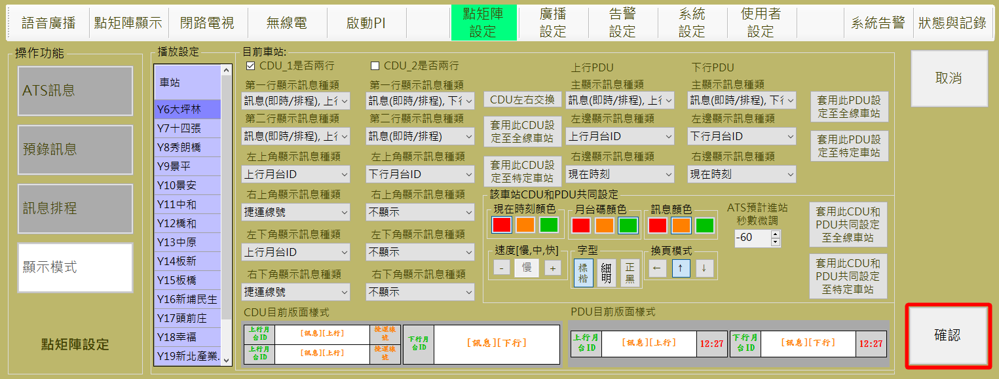 語音廣播
點矩陣顯示
閉路電視
無線電
啟動PI
點矩陣
設定
廣播
設定
告警
設定
系統
設定
使用者
設定
系統告警
狀態與記錄
操作功能
ATS訊息
預錄訊息
訊息排程
顯示模式
點矩陣設定
播放設定
車站
Y6大坪林
Y7十四張
Y8秀朗橋
Y9景平
Y10景安
Y11中和
Y12橋和
Y13中原
Y14板新
Y15板橋
Y16新埔民生
Y17頭前庄
Y18幸福
Y19新北產業.
目前車站:
CDU_1是否兩行
第一行顯示訊息種類
訊息(即時/排程), 上行
第二行顯示訊息種類
訊息(即時/排程), 上行
左上角顯示訊息種類
上行月台ID
右上角顯示訊息種類
捷運線號
左下角顯示訊息種類
上行月台ID
右下角顯示訊息種類
捷運線號
CDU_2是否兩行
第一行顯示訊息種類
訊息(即時/排程), 下行
第二行顯示訊息種類
訊息(即時/排程)
左上角顯示訊息種類
下行月台ID
右上角顯示訊息種類
不顯示
左下角顯示訊息種類
不顯示
右下角顯示訊息種類
不顯示
CDU左右交換
套用此CDU設
定至全線車站
套用此CDU設
定至特定車站
上行PDU
主顯示訊息種類
訊息(即時/排程), 上行
左邊顯示訊息種類
上行月台ID
右邊顯示訊息種類
現在時刻
下行PDU
主顯示訊息種類
訊息(即時/排程), 下行
左邊顯示訊息種類
下行月台ID
右邊顯示訊息種類
現在時刻
套用此PDU設
定至全線車站
套用此PDU設
定至特定車站
該車站CDU和PDU共同設定
現在時刻顏色
月台碼顏色
訊息顏色
ATS預計進站
秒數微調
-60
速度[慢,中,快]
-
慢
+
字型
標
楷
細
明
正
黑
換頁模式
←
↑
↓
套用此CDU和
PDU共同設定
至全線車站
套用此CDU和
PDU共同設定
至特定車站
CDU目前版面樣式
上行月
台ID
[訊息][上行]
捷運線
號
上行月
台ID
[訊息][上行]
捷運線
號
下行月
台ID
[訊息][下行]
PDU目前版面樣式
上行月
台ID
[訊息][上行]
12:27
下行月
台ID
[訊息][下行]
12:27
取消
確認